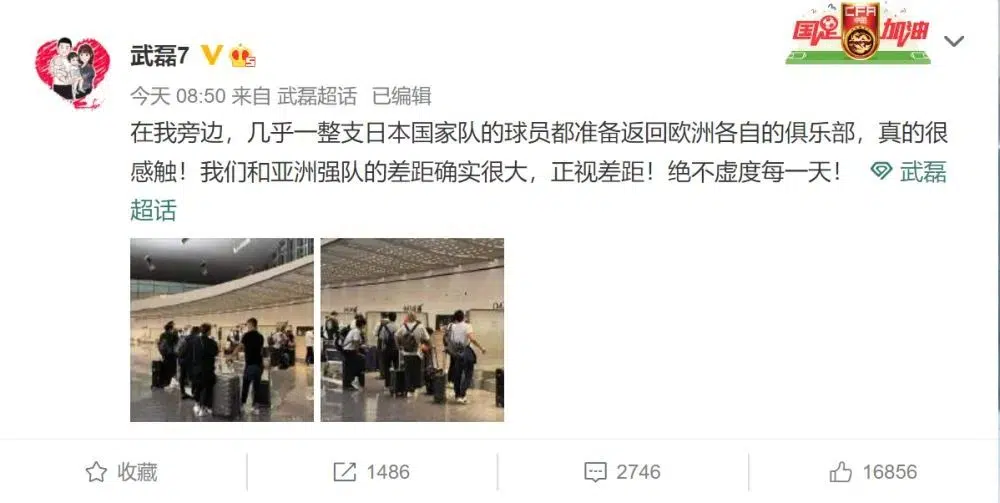 CFA
国足 加油
武磊7
今天 08:50 来自 武磊超话 已编辑
在我旁边，几乎一整支日本国家队的球员都准备返回欧洲各自的俱乐部，真的很
感触！我们和亚洲强队的差距确实很大，正视差距！绝不虚度每一天！ 武磊
超话
收藏
1486
2746
16856